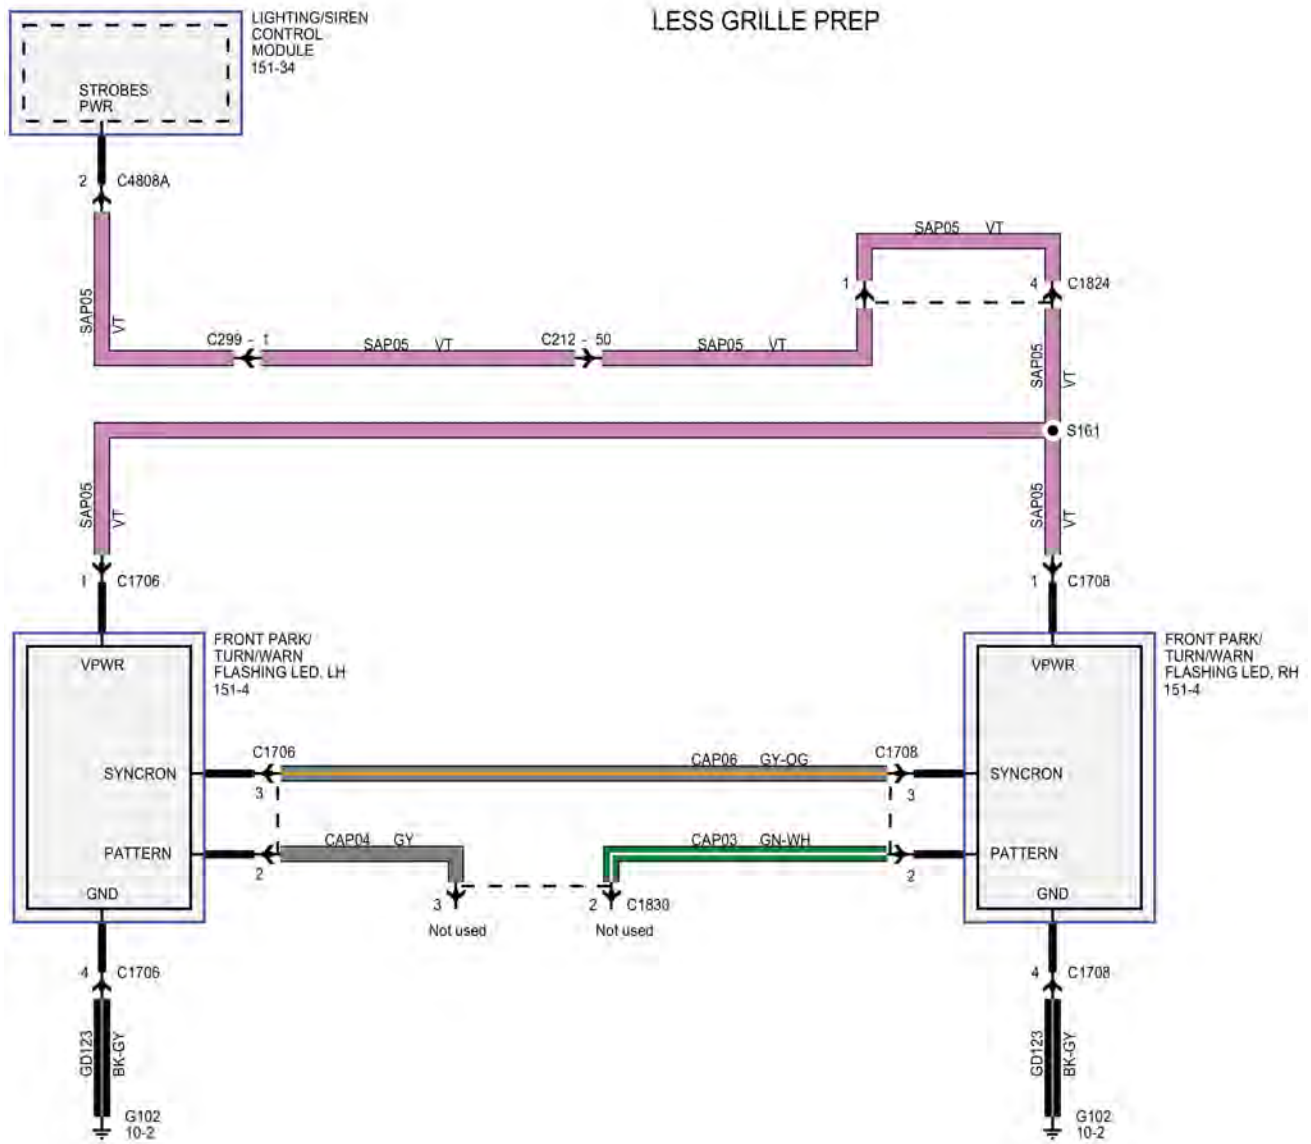 LESS GRILLE PREP
LIGHTING/SIREN
CONTROL
MODULE
151-34
STROBES
PWR
2 C4808A
SAP05 VT
1
4 C1824
SAP05
VT
C299 - 1
SAP05 VT
C212 - 50
SAP05 VT
SAP05
VT
S161
SAP05
VT
SAP05
VT
1 C1706
1 C1708
FRONT PARK/
TURN/WARN
FLASHING LED, LH
151-4
VPWR
FRONT PARK/
TURN/WARN
FLASHING LED, RH
151-4
VPWR
SYNCRON
C1706
3
CAP06 GY-OG
C1708
3
SYNCRON
PATTERN
2
CAP04 GY
CAP03 GN-WH
2
PATTERN
GND
GND
3
2 C1830
Not used
Not used
4 C1706
4 C1708
GD123
BK-GY
GD123
BK-GY
G102
10-2
G102
10-2